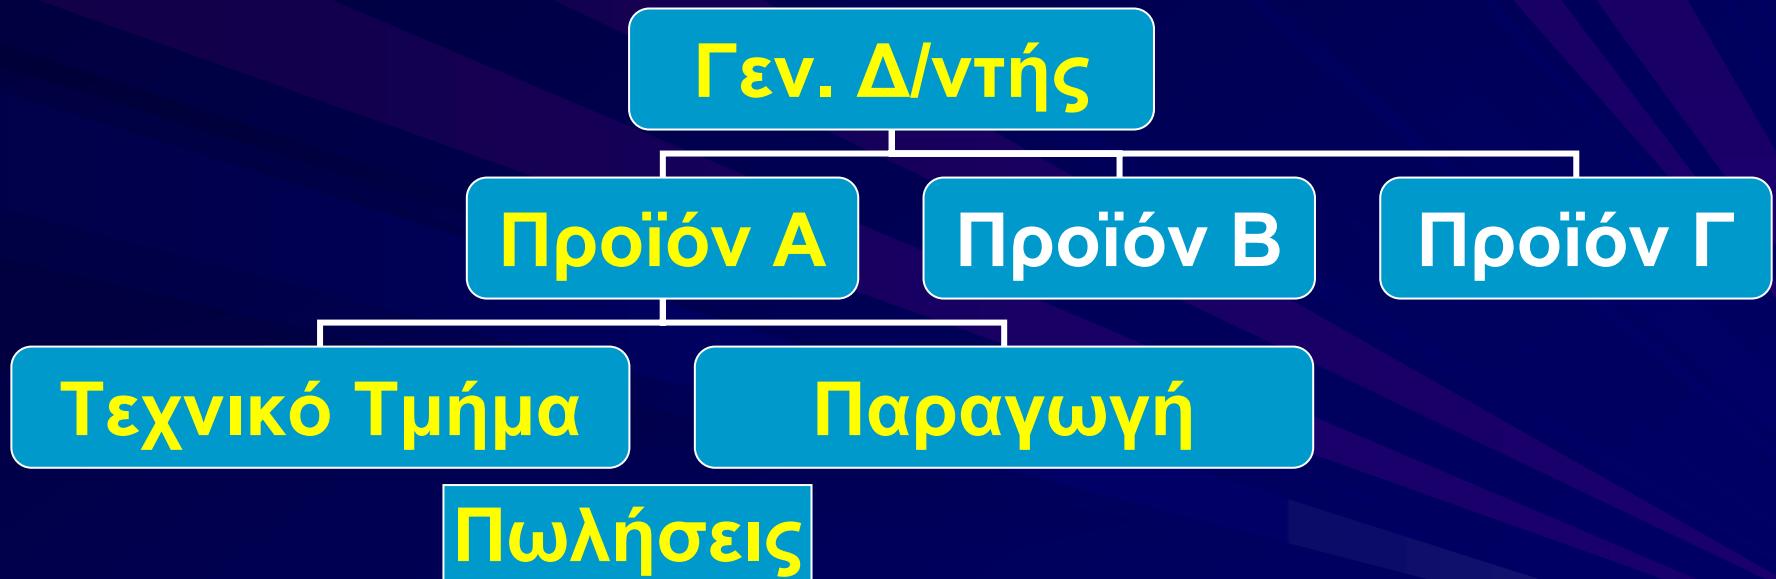 Γεν. Δ/ντής
Προϊόν Α
Προϊόν Β
Προϊόν Γ
Τεχνικό Τμήμα
Παραγωγή
Πωλήσεις